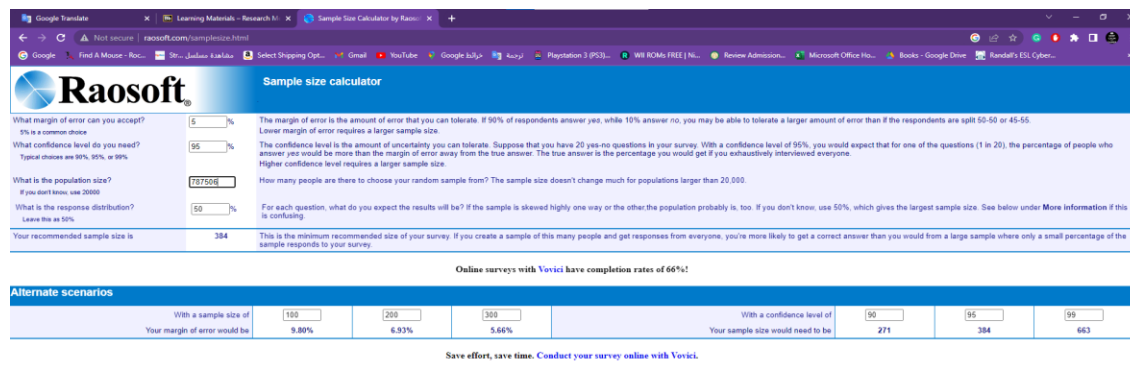 Google Translate
Learning Materials – Research M
Sample Size Calculator by Raosof
Not secure | raosoft.com/samplesize.html
Google Find A Mouse - Roc... مشاهدة مسلسل Str... Select Shipping Opt... Gmail YouTube خرائط Google ترجمة Playstation 3 (PS3)... WII ROMs FREE | Ni... Review Admission... Microsoft Office Ho... Books - Google Drive Randall's ESL Cyber...
Raosoft®
Sample size calculator
What margin of error can you accept?
5% is a common choice
5 %
The margin of error is the amount of error that you can tolerate. If 90% of respondents answer yes, while 10% answer no, you may be able to tolerate a larger amount of error than if the respondents are split 50-50 or 45-55.
Lower margin of error requires a larger sample size.
What confidence level do you need?
Typical choices are 90%, 95%, or 99%
95 %
The confidence level is the amount of uncertainty you can tolerate. Suppose that you have 20 yes-no questions in your survey. With a confidence level of 95%, you would expect that for one of the questions (1 in 20), the percentage of people who
answer yes would be more than the margin of error away from the true answer. The true answer is the percentage you would get if you exhaustively interviewed everyone.
Higher confidence level requires a larger sample size.
What is the population size?
If you don't know, use 20000
787506
How many people are there to choose your random sample from? The sample size doesn't change much for populations larger than 20,000.
What is the response distribution?
Leave this as 50%
50 %
For each question, what do you expect the results will be? If the sample is skewed highly one way or the other,the population probably is, too. If you don't know, use 50%, which gives the largest sample size. See below under More information if this
is confusing.
Your recommended sample size is
384
This is the minimum recommended size of your survey. If you create a sample of this many people and get responses from everyone, you're more likely to get a correct answer than you would from a large sample where only a small percentage of the
sample responds to your survey.
Online surveys with Vovici have completion rates of 66%!
Alternate scenarios
With a sample size of 100 200 300 With a confidence level of 90 95 99
Your margin of error would be 9.80% 6.93% 5.66% Your sample size would need to be 271 384 663
Save effort, save time. Conduct your survey online with Vovici.